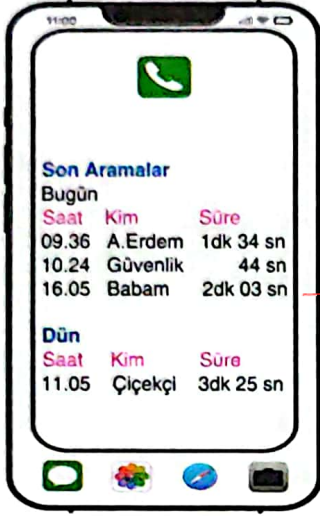 11:00
Son Aramalar
Bugün
Saat Kim Süre
09.36 A.Erdem 1dk 34 sn
10.24 Güvenlik 44 sn
16.05 Babam 2dk 03 sn
Dün
Saat Kim Süre
11.05 Çiçekçi 3dk 25 sn